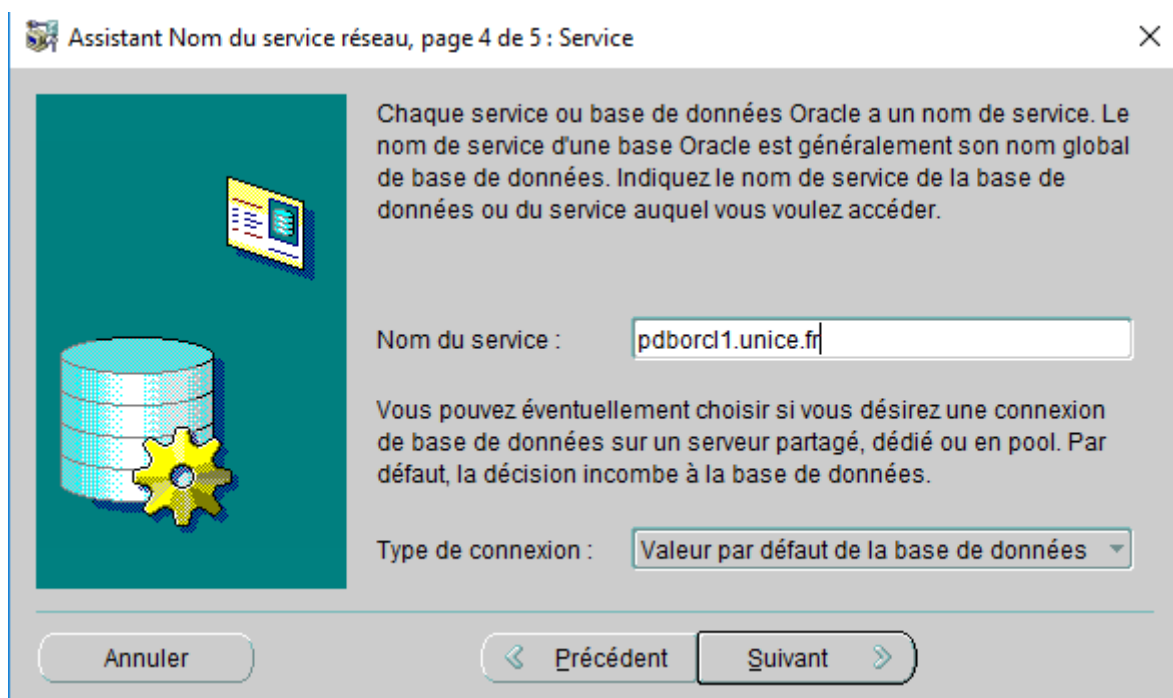 Assistant Nom du service réseau, page 4 de 5 : Service
Chaque service ou base de données Oracle a un nom de service. Le
nom de service d'une base Oracle est généralement son nom global
de base de données. Indiquez le nom de service de la base de
données ou du service auquel vous voulez accéder.
Nom du service : pdborcl1.unice.fr
Vous pouvez éventuellement choisir si vous désirez une connexion
de base de données sur un serveur partagé, dédié ou en pool. Par
défaut, la décision incombe à la base de données.
Type de connexion : Valeur par défaut de la base de données
Annuler Précédent Suivant